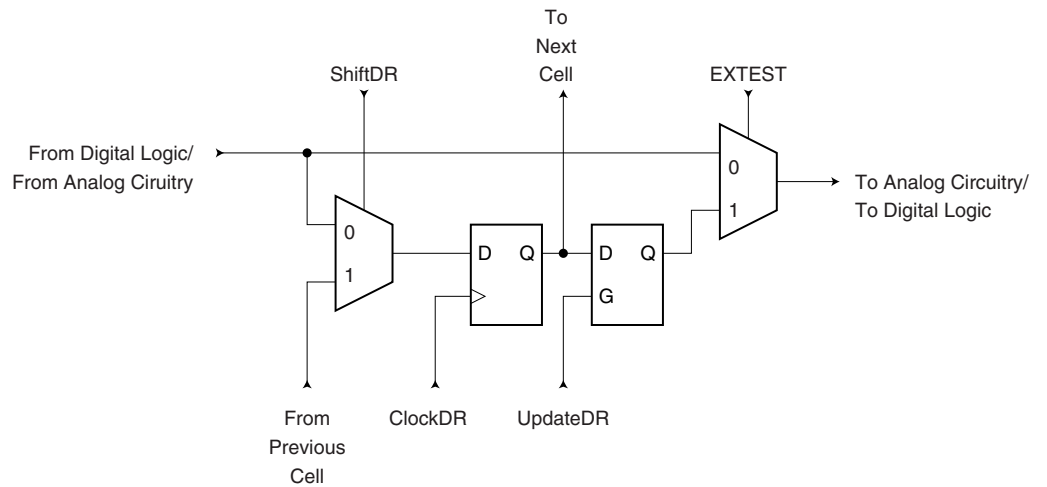 To
Next
Cell
ShiftDR
EXTEST
From Digital Logic/
From Analog Ciruitry
0
1
To Analog Circuitry/
To Digital Logic
0
1
D Q
D Q
G
From
Previous
Cell
ClockDR
UpdateDR